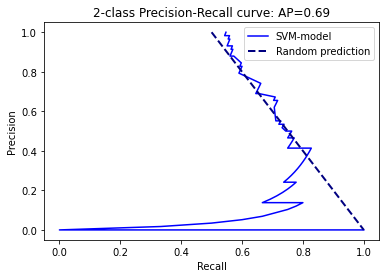 2-class Precision-Recall curve: AP=0.69
SVM-model
Random prediction
Precision
1.0
0.8
0.6
0.4
0.2
0.0
0.0 0.2 0.4 0.6 0.8 1.0
Recall